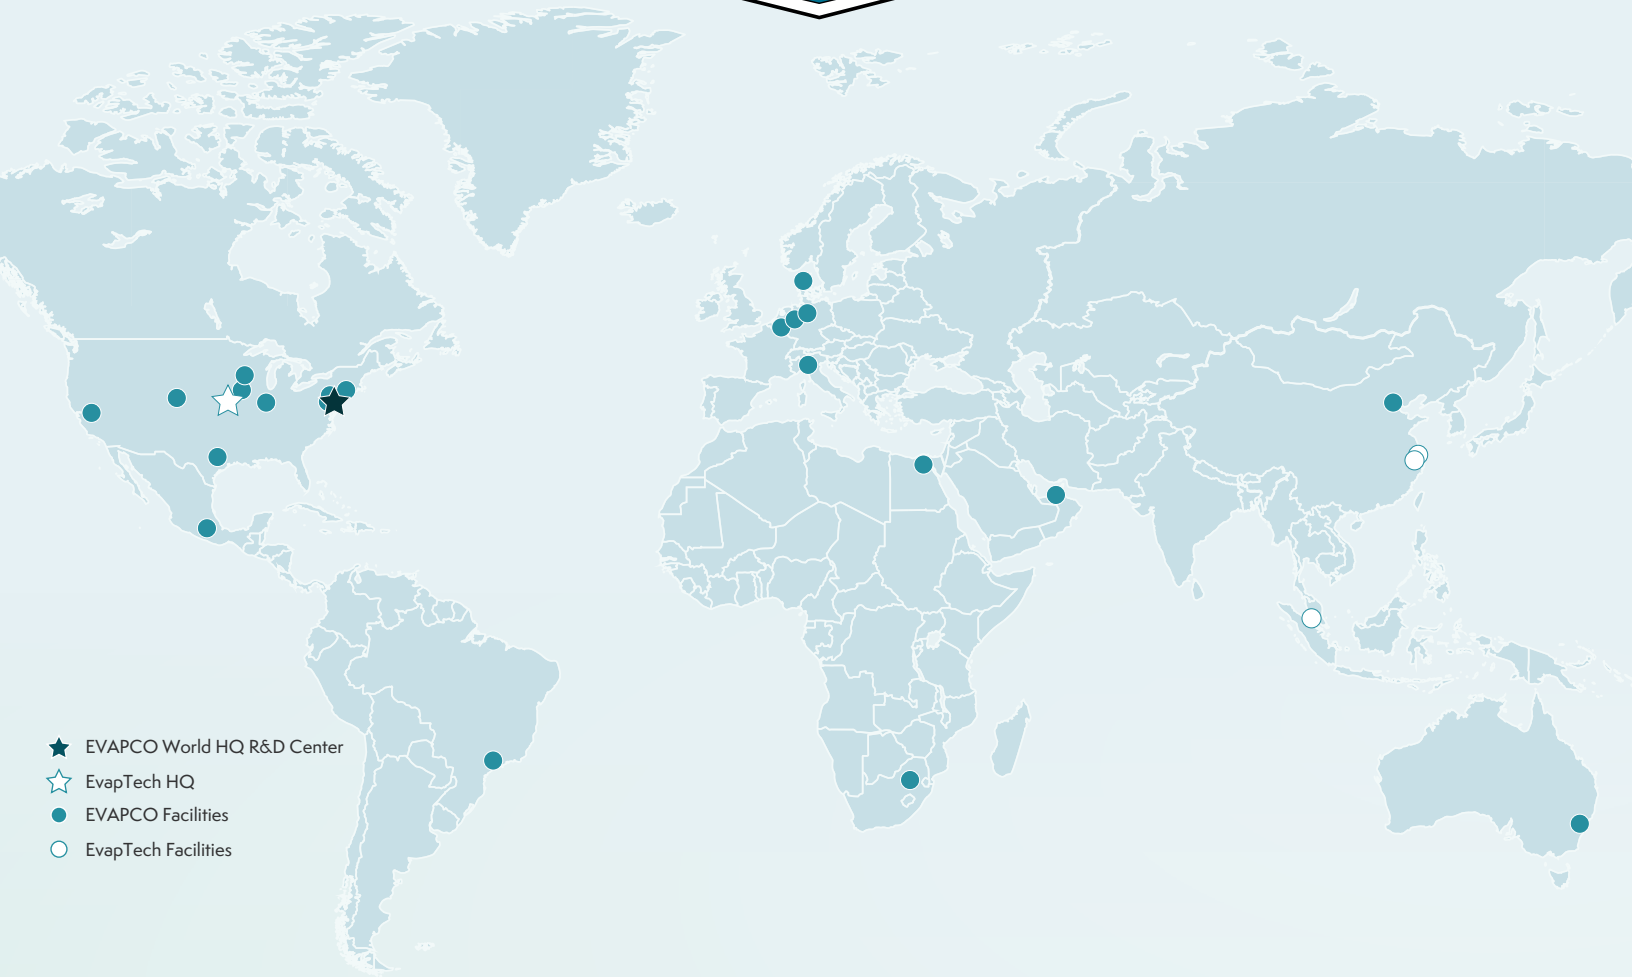 EVAPCO World HQ R&D Center
EvapTech HQ
EVAPCO Facilities
EvapTech Facilities